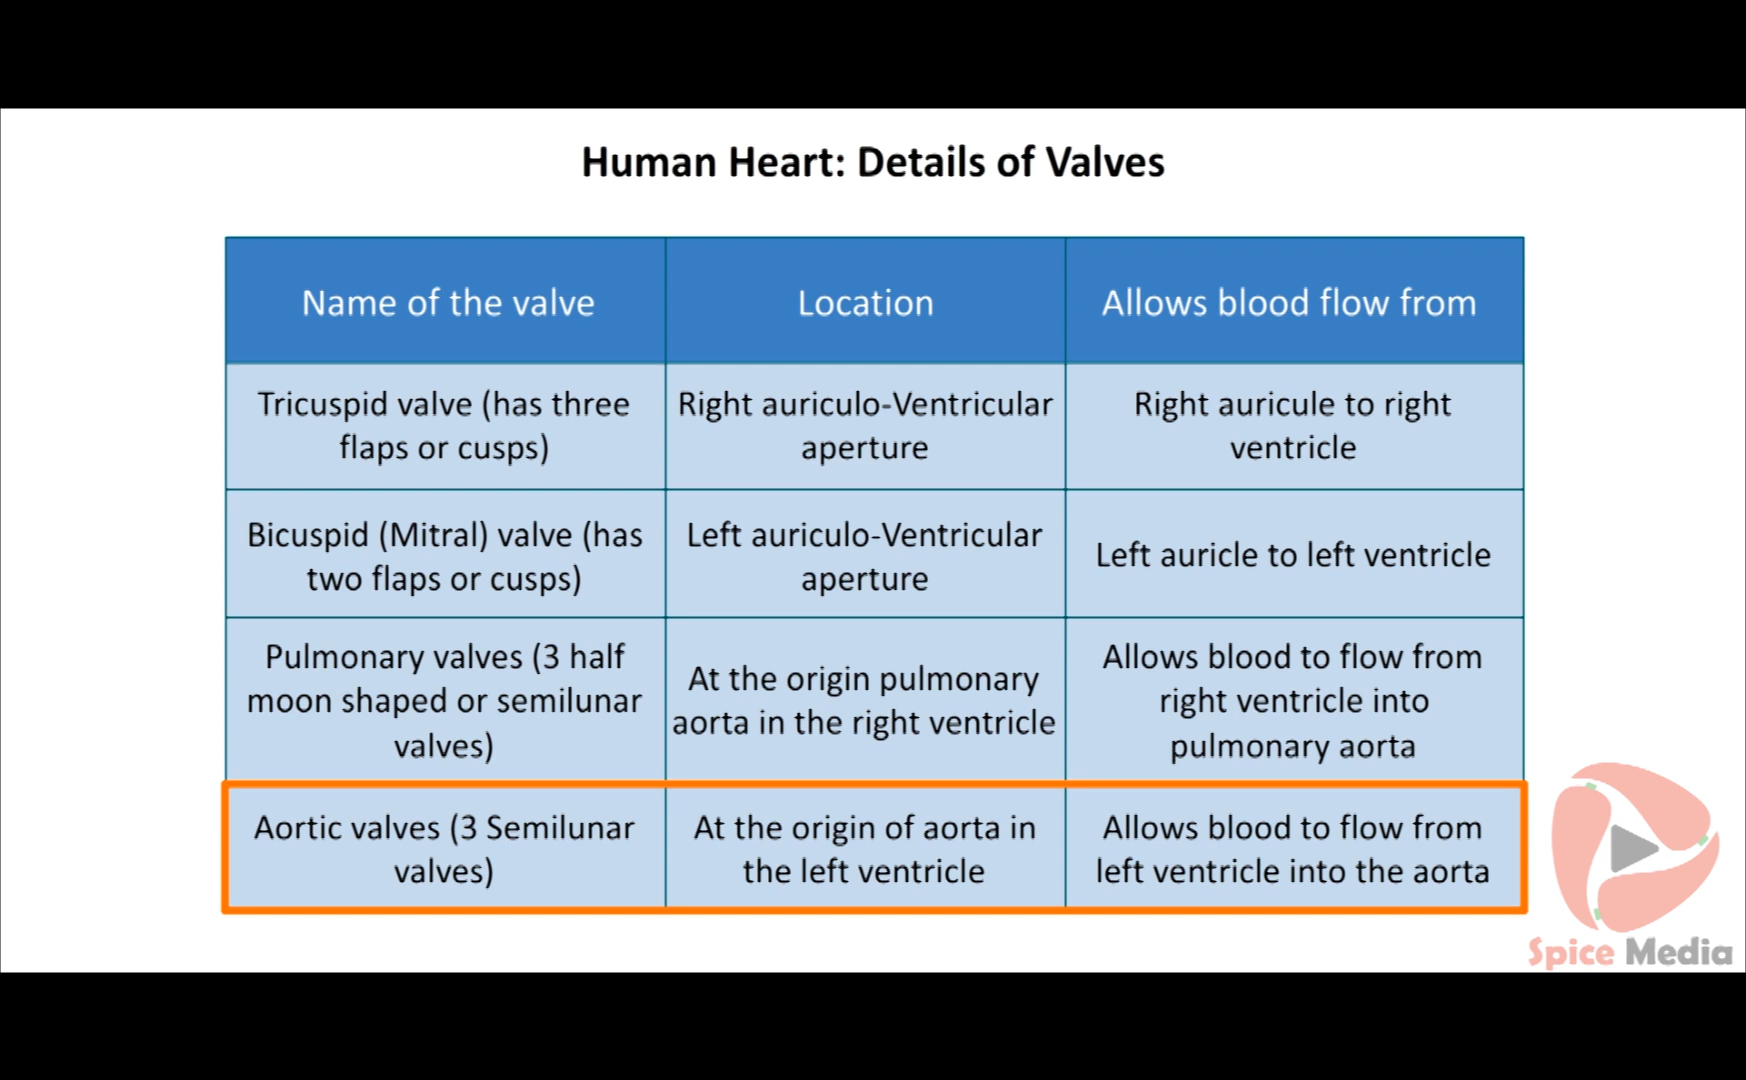 Human Heart: Details of Valves
Name of the valve
Location
Allows blood flow from
Tricuspid valve (has three
flaps or cusps)
Right auriculo-Ventricular
aperture
Right auricule to right
ventricle
Bicuspid (Mitral) valve (has
two flaps or cusps)
Left auriculo-Ventricular
aperture
Left auricle to left ventricle
Pulmonary valves (3 half
moon shaped or semilunar
valves)
At the origin pulmonary
aorta in the right ventricle
Allows blood to flow from
right ventricle into
pulmonary aorta
Aortic valves (3 Semilunar
valves)
At the origin of aorta in
the left ventricle
Allows blood to flow from
left ventricle into the aorta
Spice Media